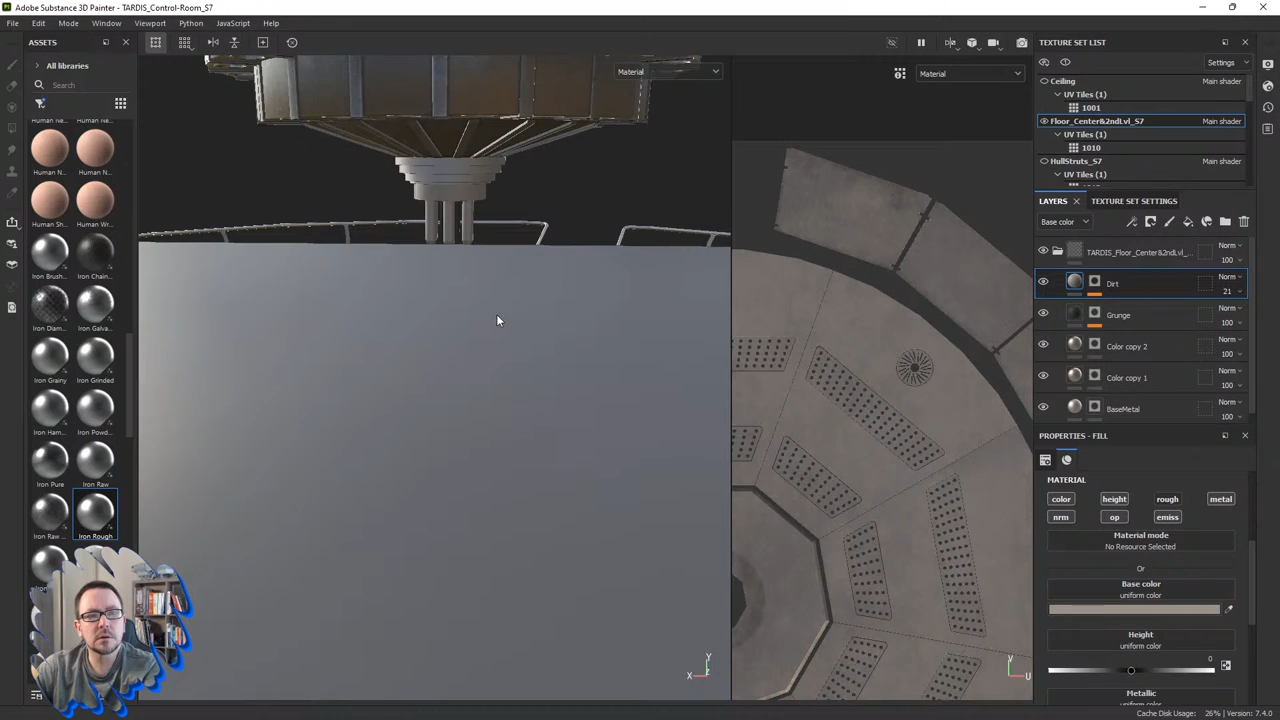 Adobe Substance 3D Painter - TARDIS_Control-Room_S7
File Edit Mode Window Viewport Python JavaScript Help
ASSETS
All libraries
Search
Human Ne... Human N...
Human N... Human N...
Human Sh... Human Wr...
Iron Brush... Iron Chain...
Iron Diam... Iron Galva...
Iron Grainy Iron Grinded
Iron Ham... Iron Powd...
Iron Pure Iron Raw
Iron Raw ... Iron Rough
Material
Material
Y
X
Z
V
U
TEXTURE SET LIST
Settings
Ceiling Main shader
UV Tiles (1)
1001
Floor_Center&2ndLvl_S7 Main shader
UV Tiles (1)
1010
HullStruts_S7 Main shader
UV Tiles (1)
LAYERS TEXTURE SET SETTINGS
Base color
TARDIS_Floor_Center&2ndLvl_... Norm
100
Dirt Norm
21
Grunge Norm
100
Color copy 2 Norm
100
Color copy 1 Norm
100
BaseMetal Norm
100
PROPERTIES - FILL
MATERIAL
color height rough metal
nrm op emiss
Material mode
No Resource Selected
Or
Base color
uniform color
Height
uniform color
0
Metallic
Cache Disk Usage: 26% | Version: 7.4.0